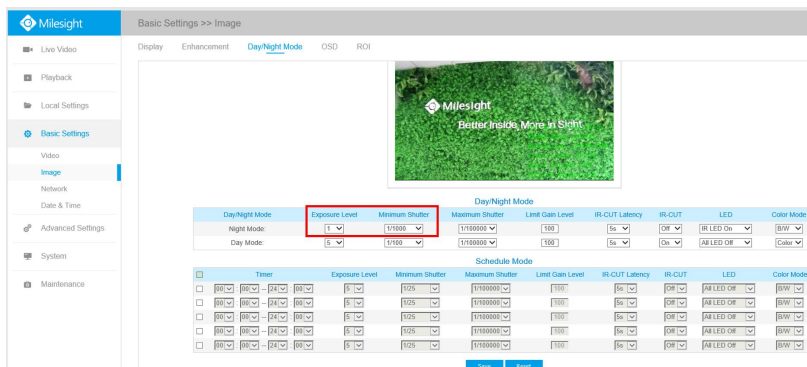 Milesight
Basic Settings >> Image
Live Video
Playback
Local Settings
Basic Settings
Video
Image
Network
Date & Time
Advanced Settings
System
Maintenance
Display Enhancement Day/Night Mode OSD ROI
Milesight
Better Inside, More in Sight
Day/Night Mode
Day/Night Mode Exposure Level Minimum Shutter Maximum Shutter Limit Gain Level IR-CUT Latency IR-CUT LED Color Mode
Night Mode: 1 1/1000 1/100000 100 5s Off IR LED On B/W
Day Mode: 5 1/100 1/100000 100 5s On All LED Off Color
Schedule Mode
Timer Exposure Level Minimum Shutter Maximum Shutter Limit Gain Level IR-CUT Latency IR-CUT LED Color Mode
00 : 00 -- 24 : 00 5 1/25 1/100000 100 5s Off All LED Off B/W
00 : 00 -- 24 : 00 5 1/25 1/100000 100 5s Off All LED Off B/W
00 : 00 -- 24 : 00 5 1/25 1/100000 100 5s Off All LED Off B/W
00 : 00 -- 24 : 00 5 1/25 1/100000 100 5s Off All LED Off B/W
00 : 00 -- 24 : 00 5 1/25 1/100000 100 5s Off All LED Off B/W
Save Reset